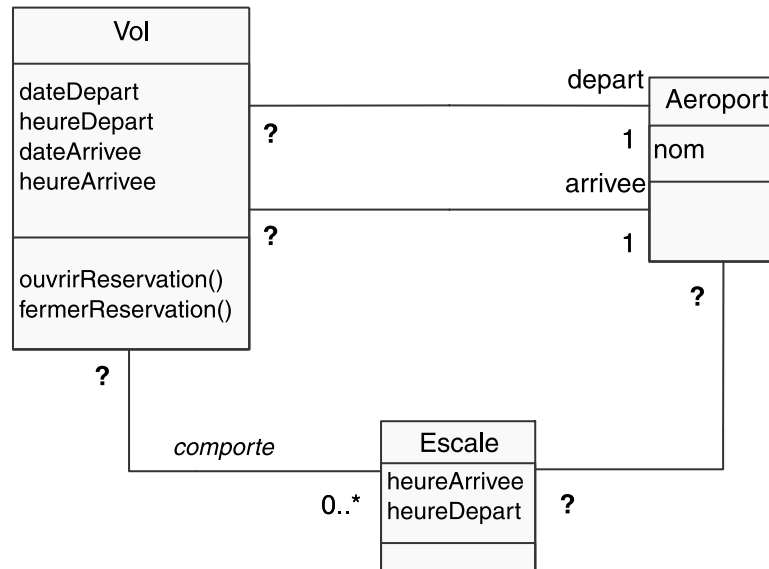 Vol
dateDepart
heureDepart
dateArrivee
heureArrivee
ouvrirReservation()
fermerReservation()
depart
?
1
arrivee
?
1
Aeroport
nom
?
?
comporte
0..*
Escale
heureArrivee
heureDepart
?